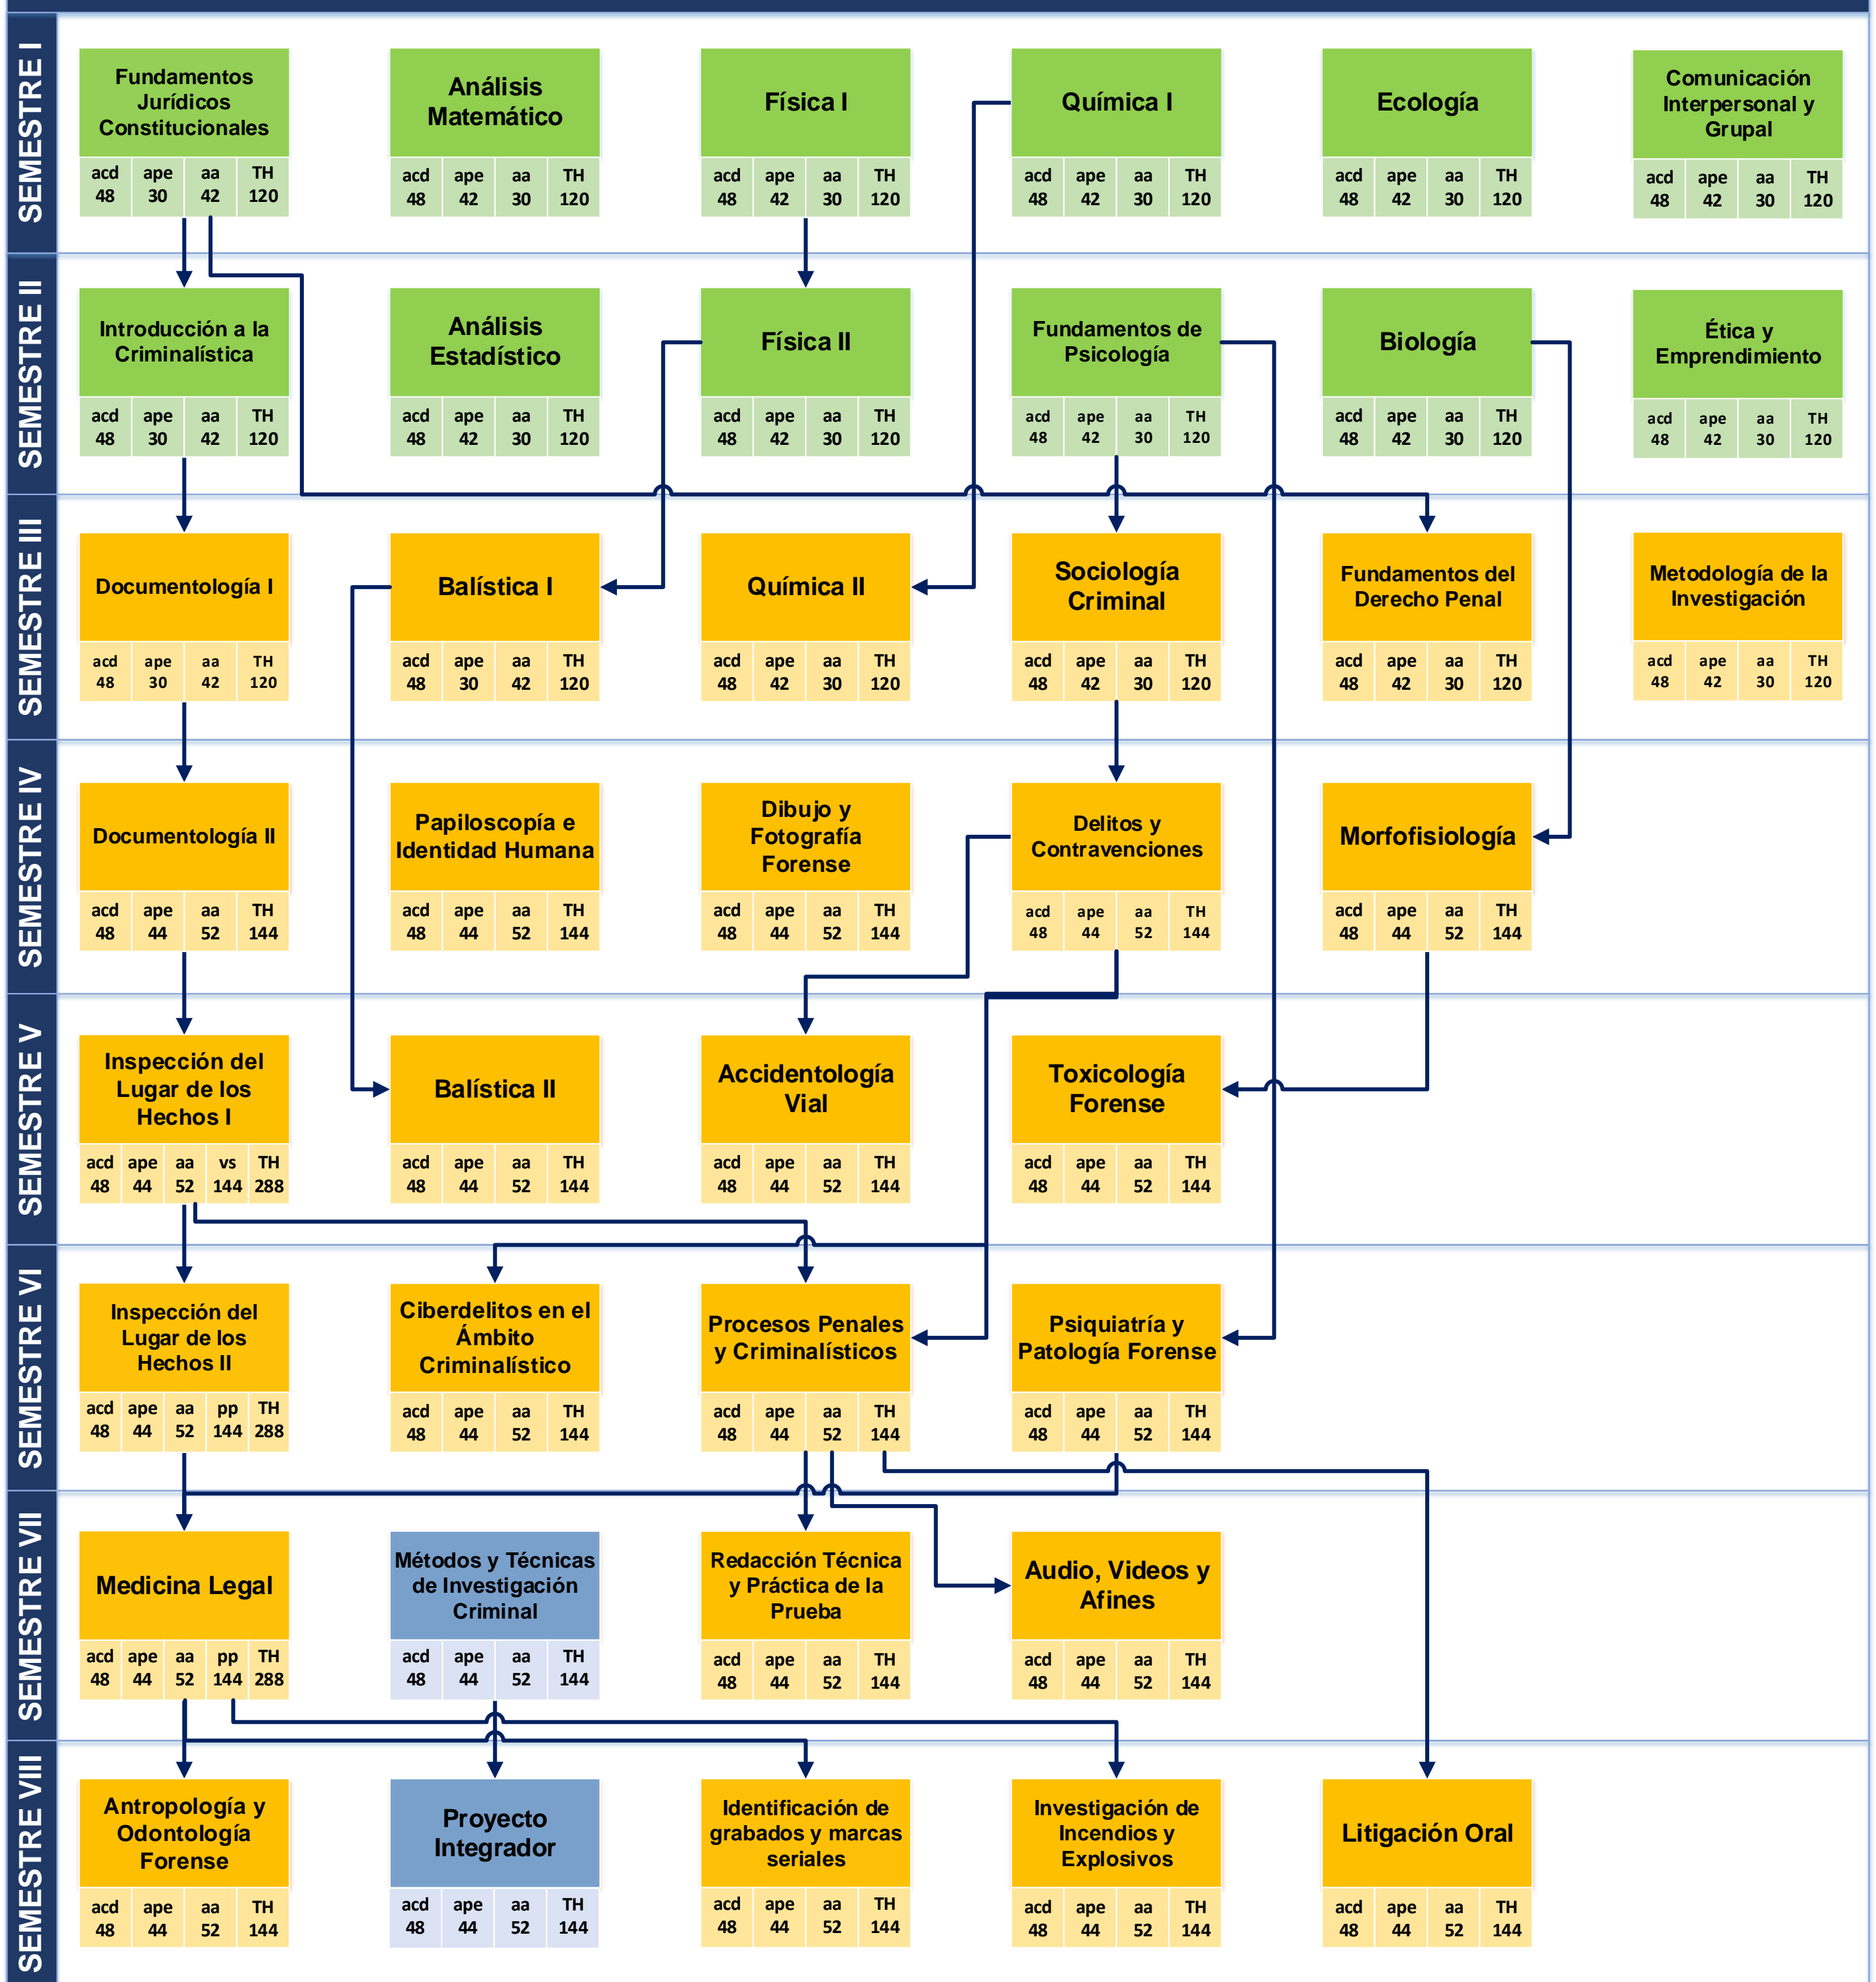 SEMESTRE I
Fundamentos
Jurídicos
Constitucionales
acd ape aa TH
48 30 42 120
Análisis
Matemático
acd ape aa TH
48 42 30 120
Física I
acd ape aa TH
48 42 30 120
Química I
acd ape aa TH
48 42 30 120
Ecología
acd ape aa TH
48 42 30 120
Comunicación
Interpersonal y
Grupal
acd ape aa TH
48 42 30 120
SEMESTRE II
Introducción a la
Criminalística
acd ape aa TH
48 30 42 120
Análisis
Estadístico
acd ape aa TH
48 42 30 120
Física II
acd ape aa TH
48 42 30 120
Fundamentos de
Psicología
acd ape aa TH
48 42 30 120
Biología
acd ape aa TH
48 42 30 120
Ética y
Emprendimiento
acd ape aa TH
48 42 30 120
SEMESTRE III
Documentología I
acd ape aa TH
48 30 42 120
Balística I
acd ape aa TH
48 30 42 120
Química II
acd ape aa TH
48 42 30 120
Sociología
Criminal
acd ape aa TH
48 42 30 120
Fundamentos del
Derecho Penal
acd ape aa TH
48 42 30 120
Metodología de la
Investigación
acd ape aa TH
48 42 30 120
SEMESTRE IV
Documentología II
acd ape aa TH
48 44 52 144
Papiloscopía e
Identidad Humana
acd ape aa TH
48 44 52 144
Dibujo y
Fotografía
Forense
acd ape aa TH
48 44 52 144
Delitos y
Contravenciones
acd ape aa TH
48 44 52 144
Morfofisiología
acd ape aa TH
48 44 52 144
SEMESTRE V
Inspección del
Lugar de los
Hechos I
acd ape aa vs TH
48 44 52 144 288
Balística II
acd ape aa TH
48 44 52 144
Accidentología
Vial
acd ape aa TH
48 44 52 144
Toxicología
Forense
acd ape aa TH
48 44 52 144
SEMESTRE VI
Inspección del
Lugar de los
Hechos II
acd ape aa pp TH
48 44 52 144 288
Ciberdelitos en el
Ámbito
Criminalístico
acd ape aa TH
48 44 52 144
Procesos Penales
y Criminalísticos
acd ape aa TH
48 44 52 144
Psiquiatría y
Patología Forense
acd ape aa TH
48 44 52 144
SEMESTRE VII
Medicina Legal
acd ape aa pp TH
48 44 52 144 288
Métodos y Técnicas
de Investigación
Criminal
acd ape aa TH
48 44 52 144
Redacción Técnica
y Práctica de la
Prueba
acd ape aa TH
48 44 52 144
Audio, Videos y
Afines
acd ape aa TH
48 44 52 144
SEMESTRE VIII
Antropología y
Odontología
Forense
acd ape aa TH
48 44 52 144
Proyecto
Integrador
acd ape aa TH
48 44 52 144
Identificación de
grabados y marcas
seriales
acd ape aa TH
48 44 52 144
Investigación de
Incendios y
Explosivos
acd ape aa TH
48 44 52 144
Litigación Oral
acd ape aa TH
48 44 52 144